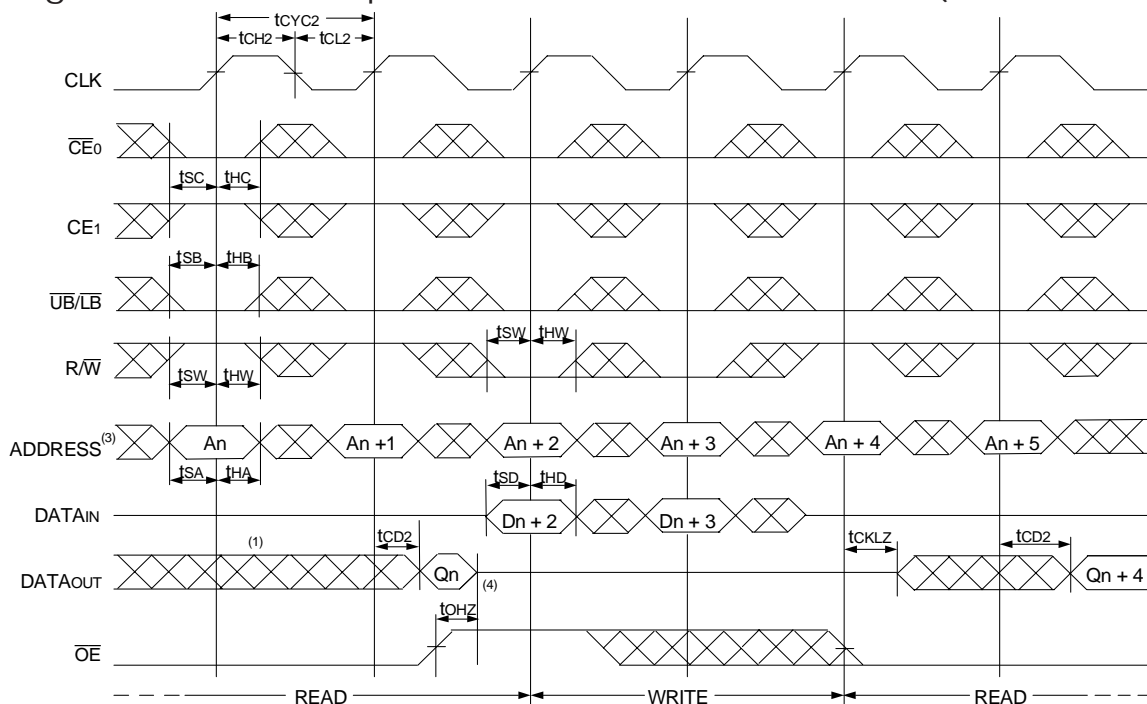 tCYC2
tCH2 tCL2
CLK
CE0
tSC tHC
CE1
tSB tHB
UB/LB
tSW tHW
R/W
tSW tHW
ADDRESS(3) An An +1 An + 2 An + 3 An + 4 An + 5
tSA tHA tSD tHD
DATAIN Dn + 2 Dn + 3
(1) tCD2 tCKLZ tCD2
DATAOUT Qn (4) Qn + 4
tOHZ
OE
READ WRITE READ